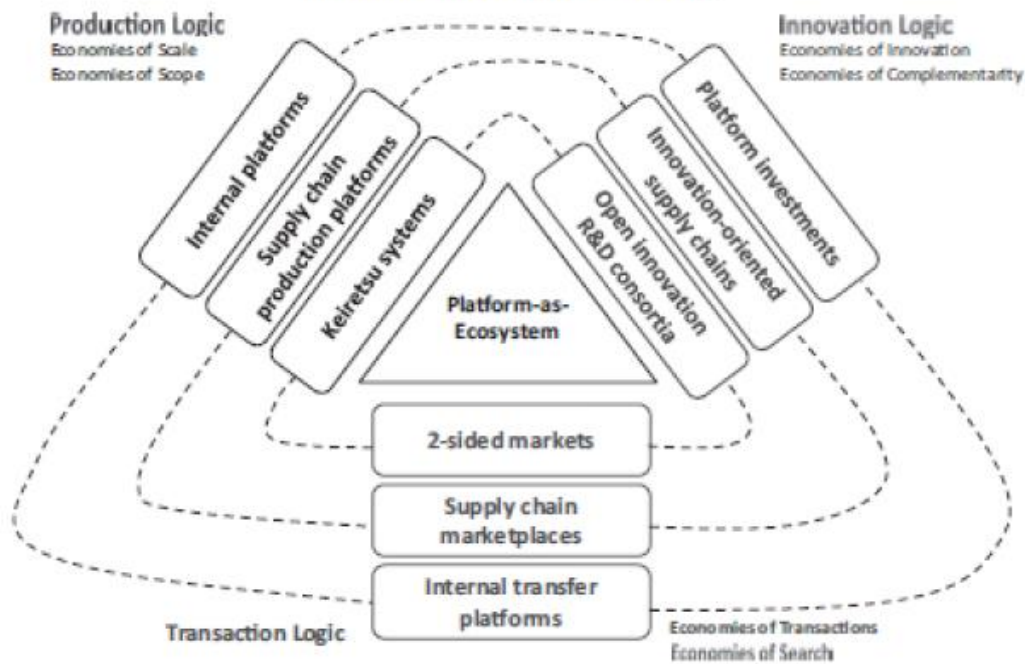 Production Logic
Economies of Scale
Economies of Scope
Innovation Logic
Economies of Innovation
Economies of Complementarity
Internal platforms
Supply chain
production platforms
Keiretsu systems
Platform-as-
Ecosystem
Open innovation
R&D consortia
Innovation-oriented
supply chains
Platform investments
2-sided markets
Supply chain
marketplaces
Internal transfer
platforms
Transaction Logic
Economies of Transactions
Economies of Search